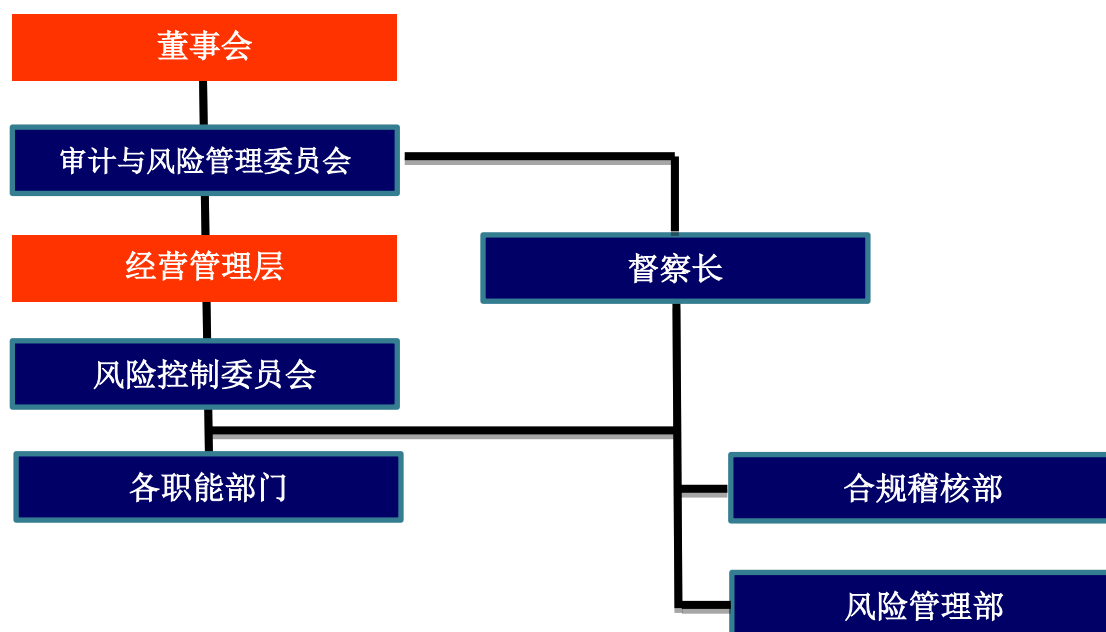 董事会
审计与风险管理委员会
经营管理层
督察长
风险控制委员会
各职能部门
合规稽核部
风险管理部